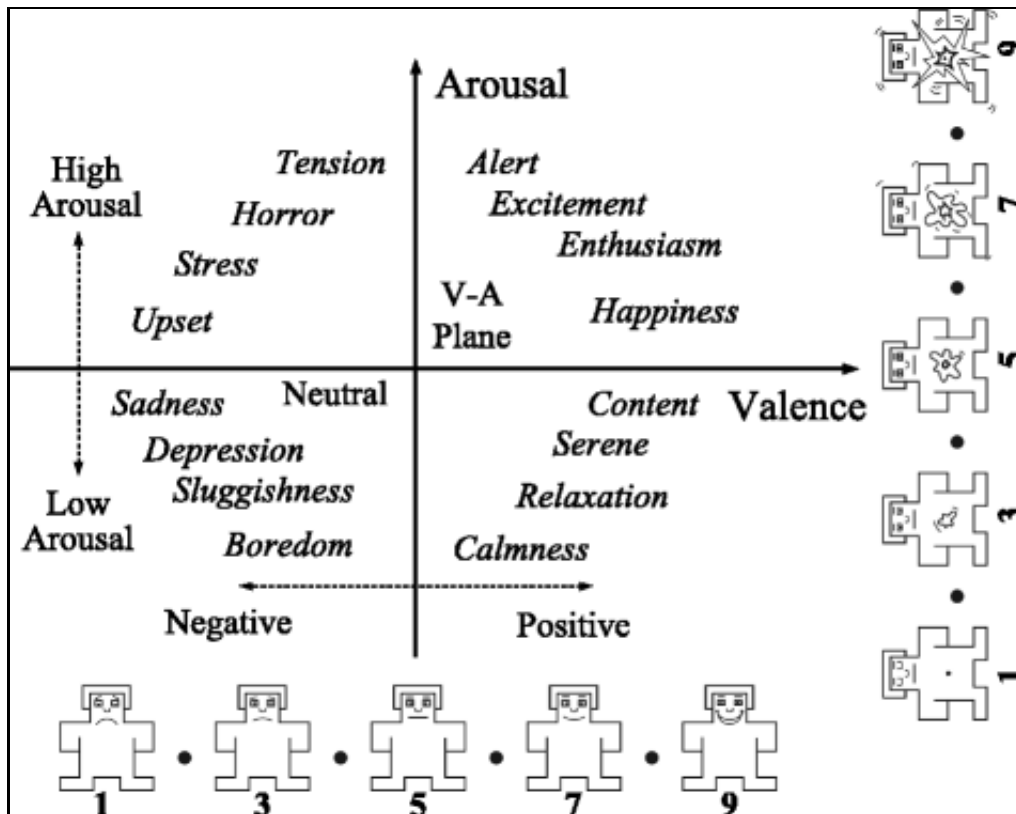 Arousal
High
Arousal
Tension
Alert
Horror
Excitement
Stress
Enthusiasm
Upset
V-A
Plane
Happiness
Neutral
Valence
Sadness
Content
Depression
Serene
Sluggishness
Relaxation
Low
Arousal
Boredom
Calmness
Negative
Positive
1
3
5
7
9
9
7
5
3
1